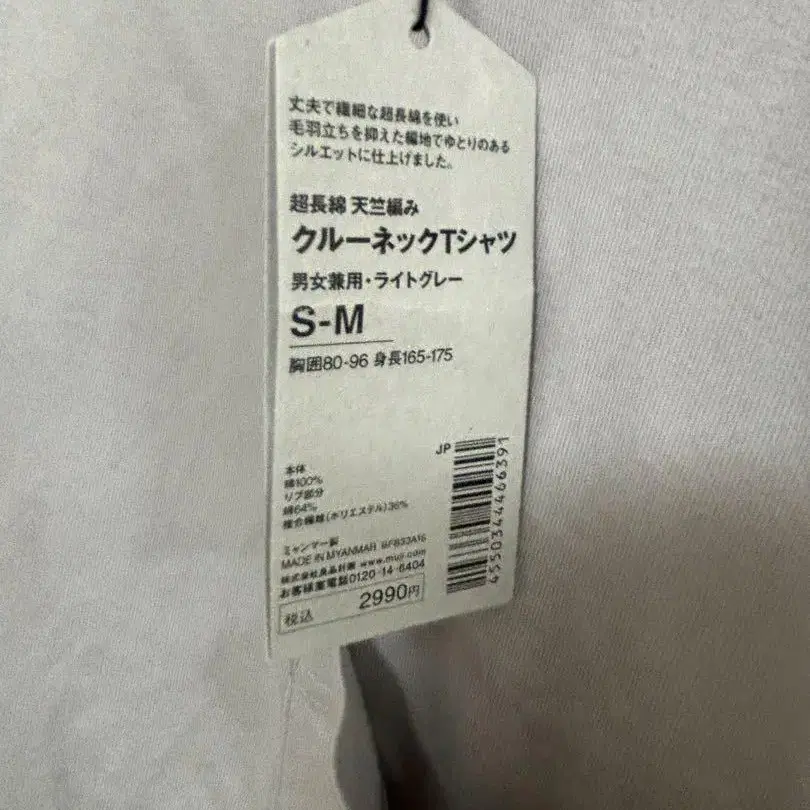 丈夫で繊細な超長綿を使い
毛羽立ちを抑えた編地でゆとりのある
シルエットに仕上げました。
超長綿 天竺編み
クルーネックTシャツ
男女兼用・ライトグレー
S-M
胸囲80-96 身長165-175
JP
本体
綿100%
リブ部分
綿64%
複合繊維(ポリエステル)36%
ミャンマー製
MADE IN MYANMAR
株式会社良品計画 www.muji.com
お客様室電話0120-14-6404
税込 2990円
4550344446391